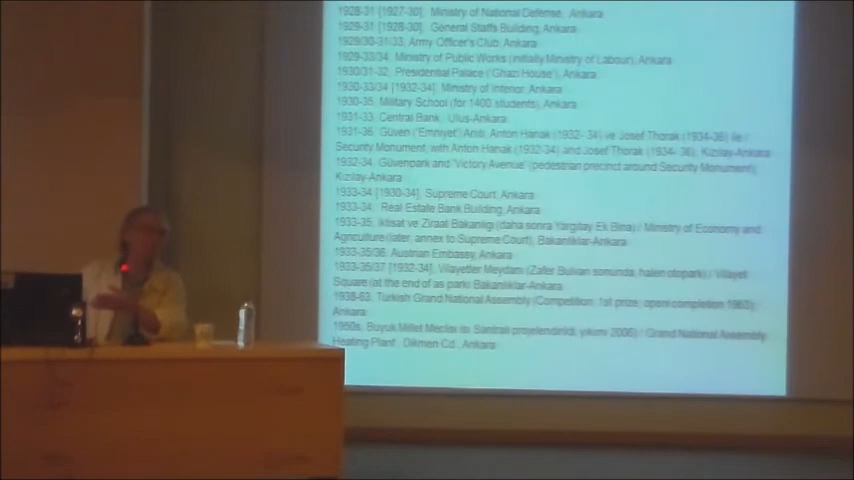 1928-31 [1927-30], Ministry of National Defense, Ankara
1929-31 [1928-30], General Staffs Building, Ankara
1929/30-31-33, Army Officer's Club, Ankara
1929-33/34, Ministry of Public Works (initially Ministry of Labour), Ankara
1930/31-32, Presidential Palace ('Ghazi House'), Ankara
1930-33/34 [1932-34], Ministry of Interior, Ankara
1930-35, Military School (for 1400 students), Ankara
1931-33, Central Bank, Ulus-Ankara
1931-36, Güven ('Emniyet') Anıtı, Anton Hanak (1932- 34) ve Josef Thorak (1934-36) ile /
Security Monument, with Anton Hanak (1932-34) and Josef Thorak (1934- 36), Kızılay-Ankara
1932-34, Güvenpark and 'Victory Avenue' (pedestrian precinct around Security Monument),
Kızılay-Ankara
1933-34 [1930-34], Supreme Court, Ankara
1933-34, Real Estate Bank Building, Ankara
1933-35, İktisat ve Ziraat Bakanlığı (daha sonra Yargıtay Ek Bina) / Ministry of Economy and
Agriculture (later, annex to Supreme Court), Bakanlıklar-Ankara
1933-35/36, Austrian Embassy, Ankara
1933-35/37 [1932-34], Vilayetler Meydanı (Zafer Bulvarı sonunda, halen otopark) / Vilayet
Square (at the end of as park) Bakanlıklar-Ankara
1938-63, Turkish Grand National Assembly (Competition, 1st prize; openi completion 1963),
Ankara
1960s, Büyük Millet Meclisi Isı Santralı projelendirildi, yıkımı 2006) / Grand National Assembly
Heating Plant, Dikmen Cd., Ankara